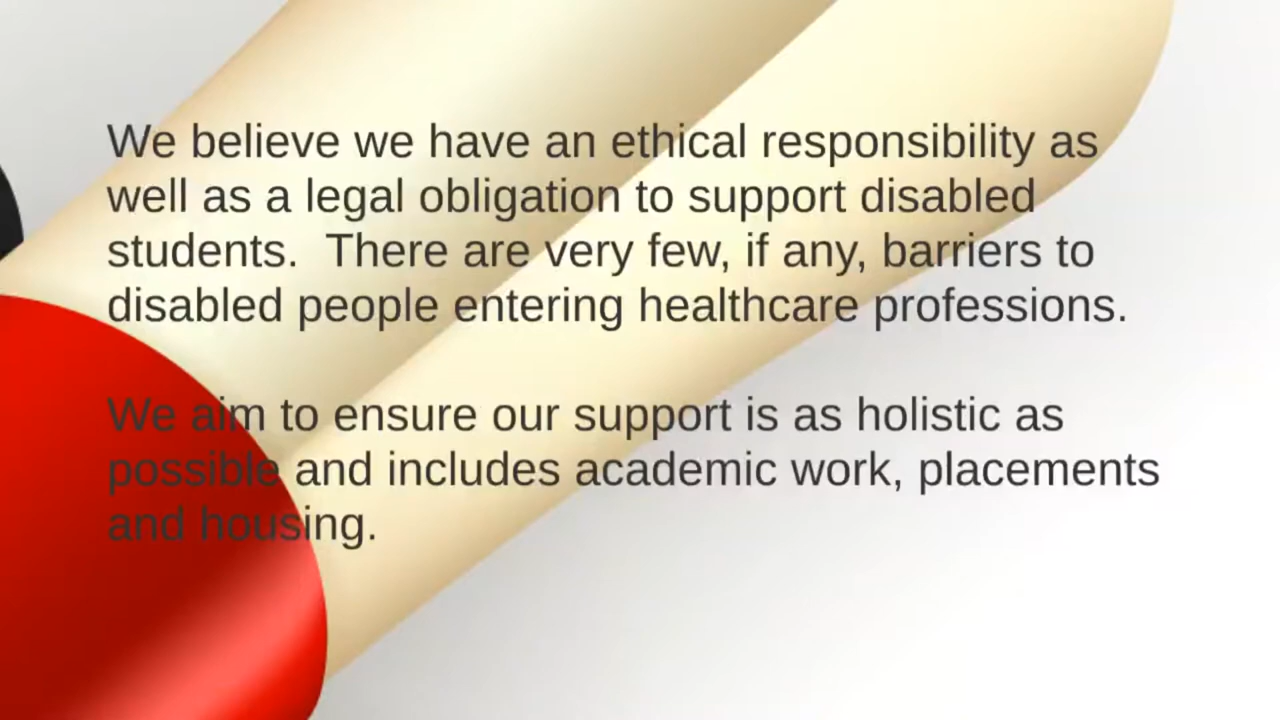 We believe we have an ethical responsibility as
well as a legal obligation to support disabled
students.  There are very few, if any, barriers to
disabled people entering healthcare professions.
We aim to ensure our support is as holistic as
possible and includes academic work, placements
and housing.